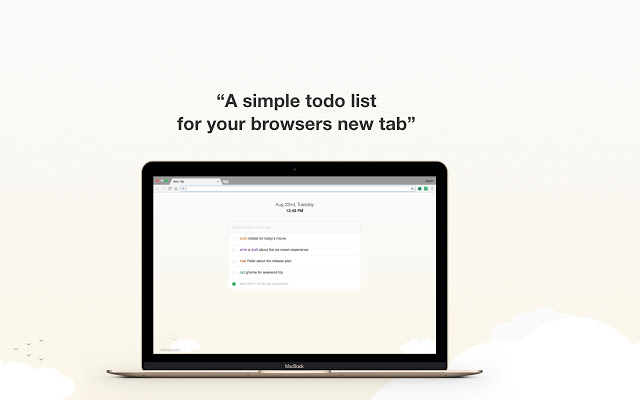 “A simple todo list
for your browsers new tab”
New Tab
Aug 22nd, Tuesday
12:40 PM
book tickets for today's movie
write a draft about the ice cream experience
mail Peter about the release plan
call ghome for weekend trip
MacBook